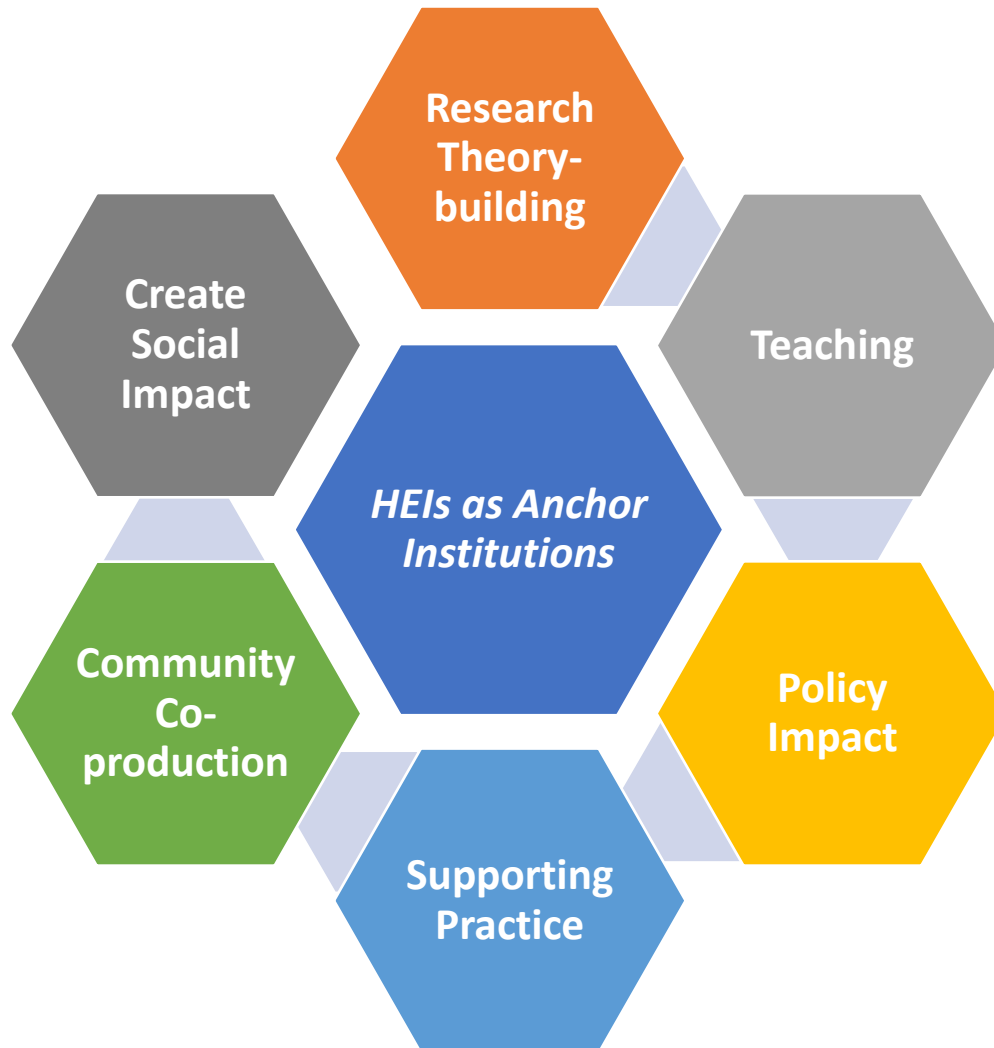 Research
Theory-
building
Teaching
Policy
Impact
Supporting
Practice
Community
Co-
production
Create
Social
Impact
HEIs as Anchor
Institutions